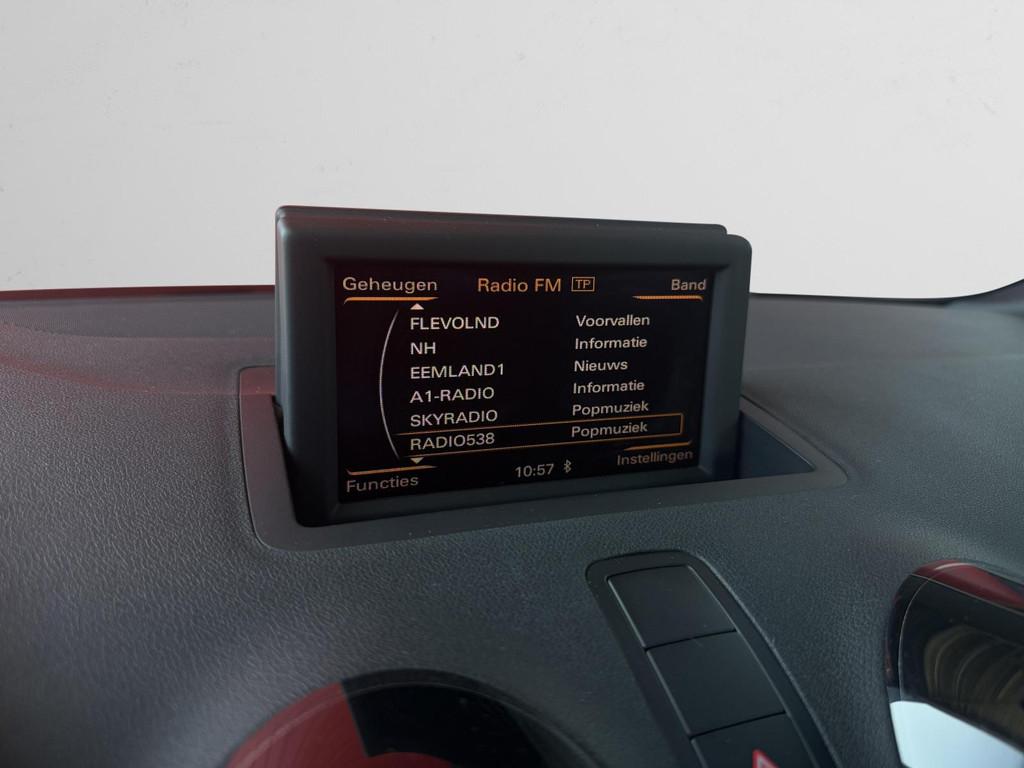 Geheugen Radio FM TP Band
FLEVOLND Voorvallen
NH Informatie
EEMLAND1 Nieuws
A1-RADIO Informatie
SKYRADIO Popmuziek
RADIO538 Popmuziek
Functies 10:57 Instellingen